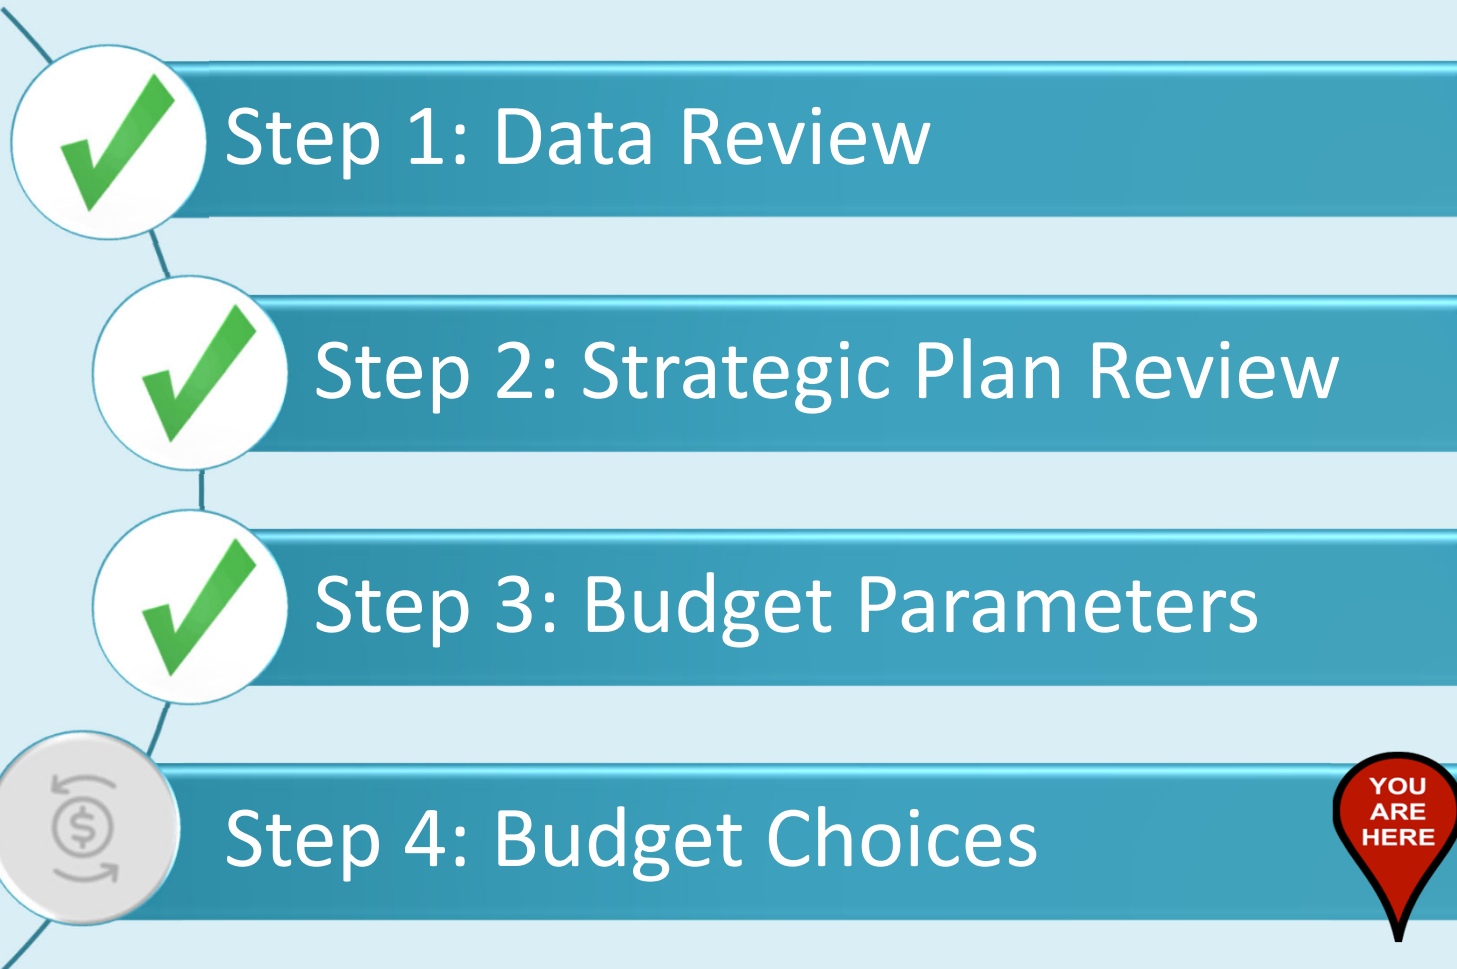 Step 1: Data Review
Step 2: Strategic Plan Review
Step 3: Budget Parameters
$
Step 4: Budget Choices
YOU
ARE
HERE